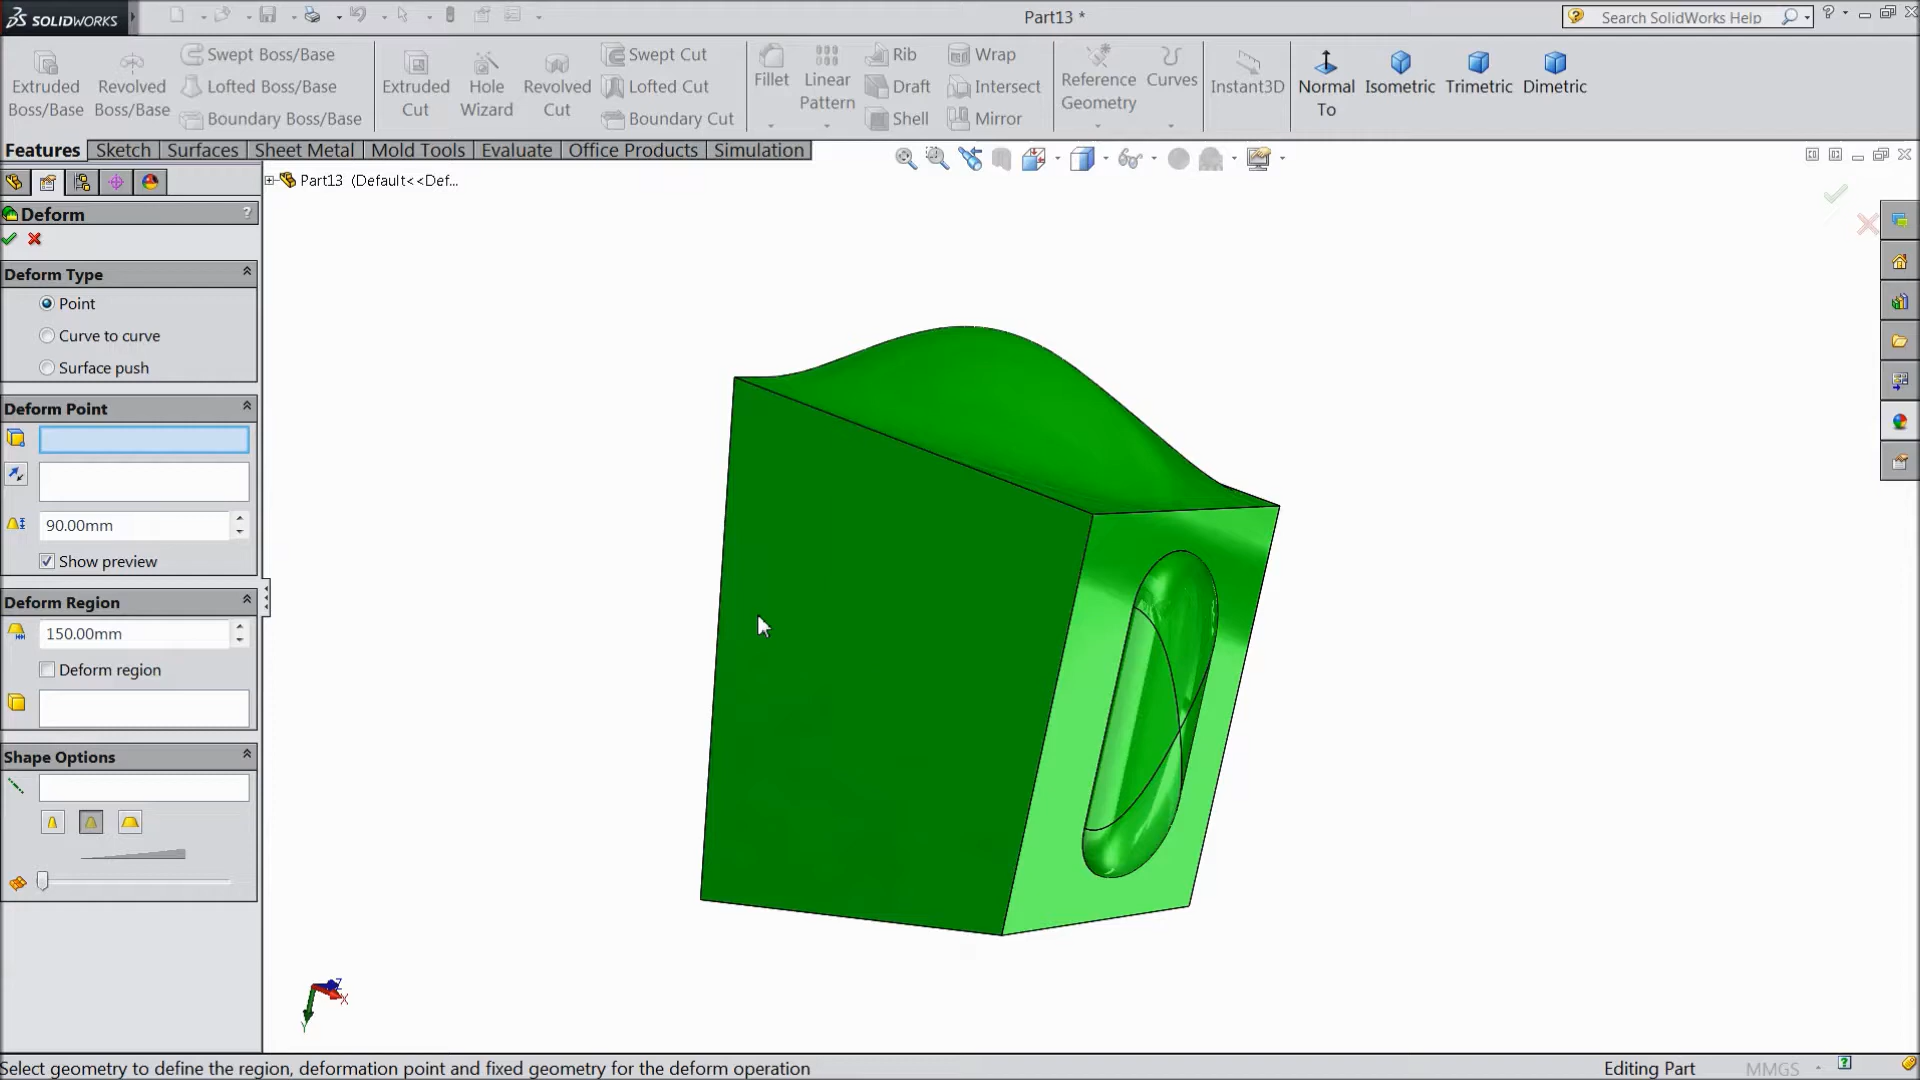 SOLIDWORKS
Part13 *
Search SolidWorks Help
Extruded Boss/Base
Revolved Boss/Base
Swept Boss/Base
Lofted Boss/Base
Boundary Boss/Base
Extruded Cut
Hole Wizard
Revolved Cut
Swept Cut
Lofted Cut
Boundary Cut
Fillet
Linear Pattern
Rib
Draft
Shell
Wrap
Intersect
Mirror
Reference Geometry
Curves
Instant3D
Normal To
Isometric
Trimetric
Dimetric
Features
Sketch
Surfaces
Sheet Metal
Mold Tools
Evaluate
Office Products
Simulation
Part13 (Default<<Def...
Deform
?
Deform Type
Point
Curve to curve
Surface push
Deform Point
90.00mm
Show preview
Deform Region
150.00mm
Deform region
Shape Options
Z
X
Y
Select geometry to define the region, deformation point and fixed geometry for the deform operation
Editing Part
MMGS